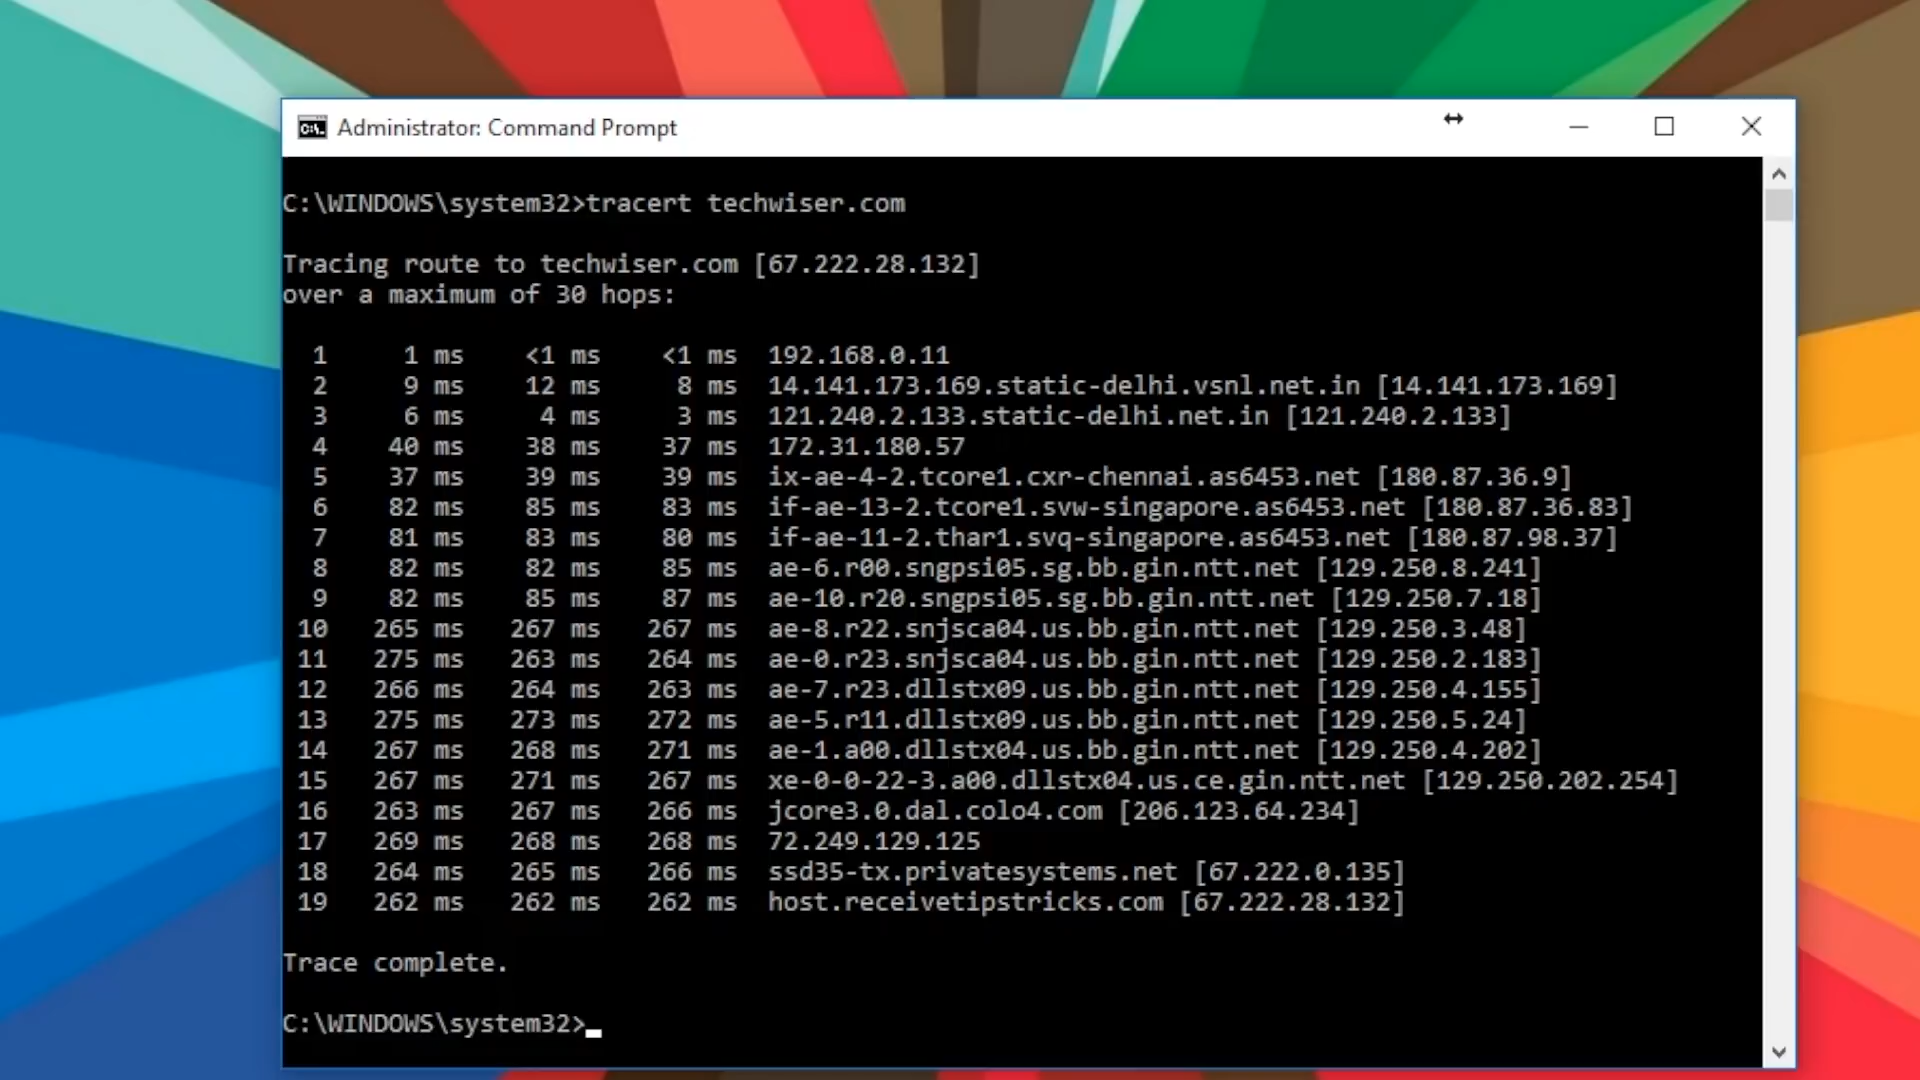 Administrator: Command Prompt
C:\WINDOWS\system32>tracert techwiser.com
Tracing route to techwiser.com [67.222.28.132]
over a maximum of 30 hops:
1 1 ms <1 ms <1 ms 192.168.0.11
2 9 ms 12 ms 8 ms 14.141.173.169.static-delhi.vsnl.net.in [14.141.173.169]
3 6 ms 4 ms 3 ms 121.240.2.133.static-delhi.net.in [121.240.2.133]
4 40 ms 38 ms 37 ms 172.31.180.57
5 37 ms 39 ms 39 ms ix-ae-4-2.tcore1.cxr-chennai.as6453.net [180.87.36.9]
6 82 ms 85 ms 83 ms if-ae-13-2.tcore1.svw-singapore.as6453.net [180.87.36.83]
7 81 ms 83 ms 80 ms if-ae-11-2.thar1.svq-singapore.as6453.net [180.87.98.37]
8 82 ms 82 ms 85 ms ae-6.r00.sngpsi05.sg.bb.gin.ntt.net [129.250.8.241]
9 82 ms 85 ms 87 ms ae-10.r20.sngpsi05.sg.bb.gin.ntt.net [129.250.7.18]
10 265 ms 267 ms 267 ms ae-8.r22.snjsca04.us.bb.gin.ntt.net [129.250.3.48]
11 275 ms 263 ms 264 ms ae-0.r23.snjsca04.us.bb.gin.ntt.net [129.250.2.183]
12 266 ms 264 ms 263 ms ae-7.r23.dllstx09.us.bb.gin.ntt.net [129.250.4.155]
13 275 ms 273 ms 272 ms ae-5.r11.dllstx09.us.bb.gin.ntt.net [129.250.5.24]
14 267 ms 268 ms 271 ms ae-1.a00.dllstx04.us.bb.gin.ntt.net [129.250.4.202]
15 267 ms 271 ms 267 ms xe-0-0-22-3.a00.dllstx04.us.ce.gin.ntt.net [129.250.202.254]
16 263 ms 267 ms 266 ms jcore3.0.dal.colo4.com [206.123.64.234]
17 269 ms 268 ms 268 ms 72.249.129.125
18 264 ms 265 ms 266 ms ssd35-tx.privatesystems.net [67.222.0.135]
19 262 ms 262 ms 262 ms host.receivetipstricks.com [67.222.28.132]
Trace complete.
C:\WINDOWS\system32>